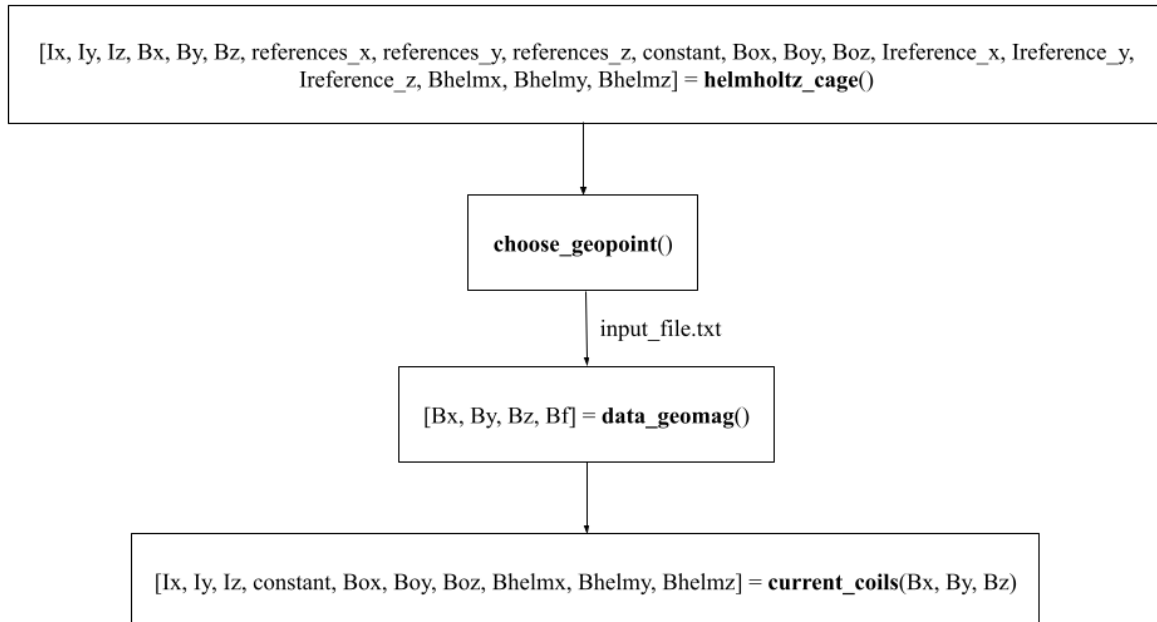 [Ix, Iy, Iz, Bx, By, Bz, references_x, references_y, references_z, constant, Box, Boy, Boz, Ireference_x, Ireference_y,
Ireference_z, Bhelmx, Bhelmy, Bhelmz] = helmholtz_cage()
choose_geopoint()
input_file.txt
[Bx, By, Bz, Bf] = data_geomag()
[Ix, Iy, Iz, constant, Box, Boy, Boz, Bhelmx, Bhelmy, Bhelmz] = current_coils(Bx, By, Bz)